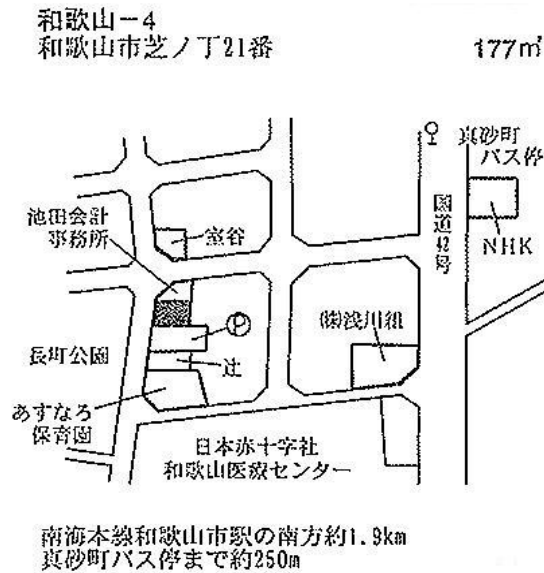 和歌山－4
和歌山市芝ノ丁21番
177㎡
真砂町
バス停
池田会計
事務所
室谷
国道42号
NHK
㈱浅川組
Ⓟ
長町公園
辻
あすなろ
保育園
日本赤十字社
和歌山医療センター
南海本線和歌山市駅の南方約1.9km
真砂町バス停まで約250m